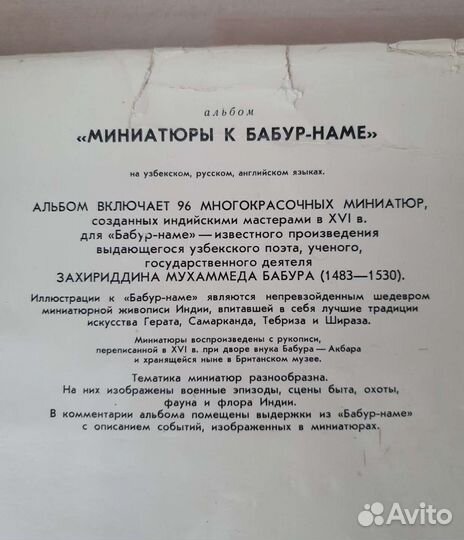 альбом
«МИНИАТЮРЫ К БАБУР-НАМЕ»
на узбекском, русском, английском языках.
АЛЬБОМ ВКЛЮЧАЕТ 96 МНОГОКРАСОЧНЫХ МИНИАТЮР,
созданных индийскими мастерами в XVI в.
для «Бабур-наме» — известного произведения
выдающегося узбекского поэта, ученого,
государственного деятеля
ЗАХИРИДДИНА МУХАММЕДА БАБУРА (1483—1530).
Иллюстрации к «Бабур-наме» являются непревзойденным шедевром
миниатюрной живописи Индии, впитавшей в себя лучшие традиции
искусства Герата, Самарканда, Тебриза и Шираза.
Миниатюры воспроизведены с рукописи,
переписанной в XVI в. при дворе внука Бабура — Акбара
и хранящейся ныне в Британском музее.
Тематика миниатюр разнообразна.
На них изображены военные эпизоды, сцены быта, охоты,
фауна и флора Индии.
В комментарии альбома помещены выдержки из «Бабур-наме»
с описанием событий, изображенных в миниатюрах.
Avito